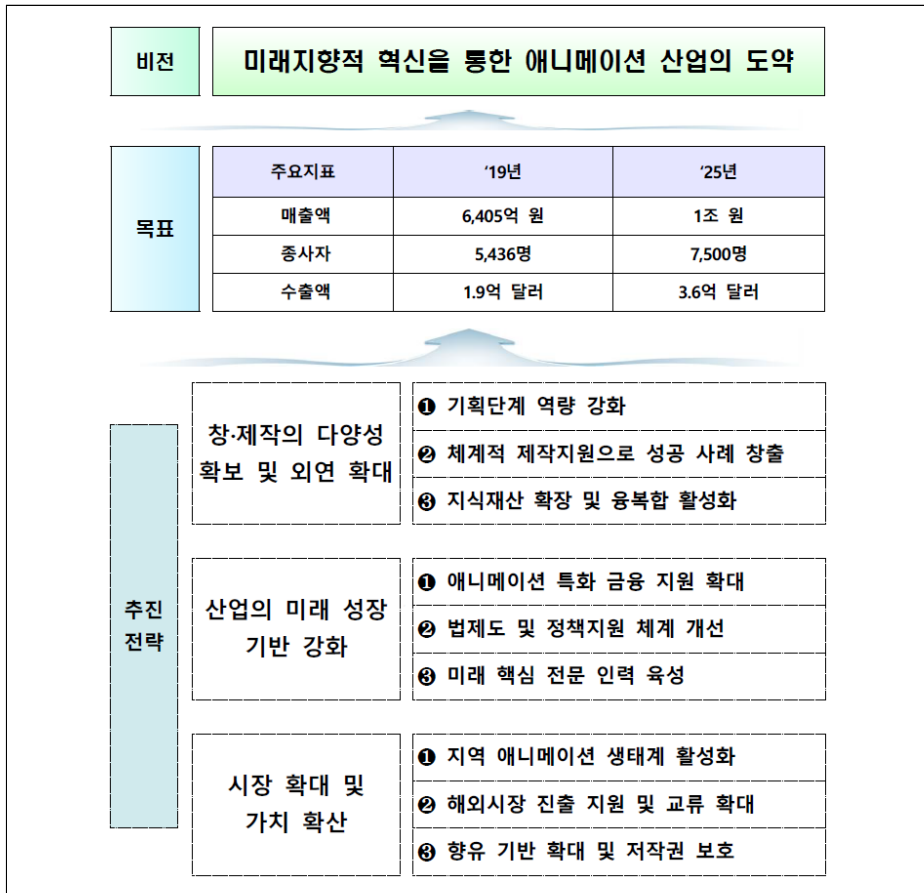 비전
미래지향적 혁신을 통한 애니메이션 산업의 도약
목표
주요지표 ‘19년 ‘25년
매출액 6,405억 원 1조 원
종사자 5,436명 7,500명
수출액 1.9억 달러 3.6억 달러
추진
전략
창·제작의 다양성
확보 및 외연 확대
❶ 기획단계 역량 강화
❷ 체계적 제작지원으로 성공 사례 창출
❸ 지식재산 확장 및 융복합 활성화
산업의 미래 성장
기반 강화
❶ 애니메이션 특화 금융 지원 확대
❷ 법제도 및 정책지원 체계 개선
❸ 미래 핵심 전문 인력 육성
시장 확대 및
가치 확산
❶ 지역 애니메이션 생태계 활성화
❷ 해외시장 진출 지원 및 교류 확대
❸ 향유 기반 확대 및 저작권 보호